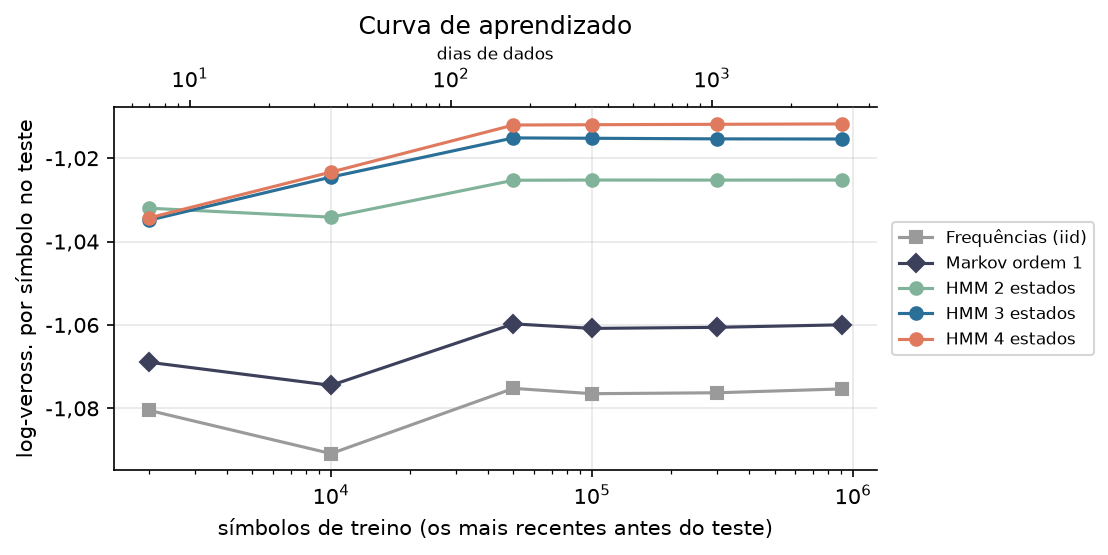 Curva de aprendizado
dias de dados
10¹ 10² 10³
log-veross. por símbolo no teste
-1,02
-1,04
-1,06
-1,08
10⁴ 10⁵ 10⁶
símbolos de treino (os mais recentes antes do teste)
Frequências (iid)
Markov ordem 1
HMM 2 estados
HMM 3 estados
HMM 4 estados